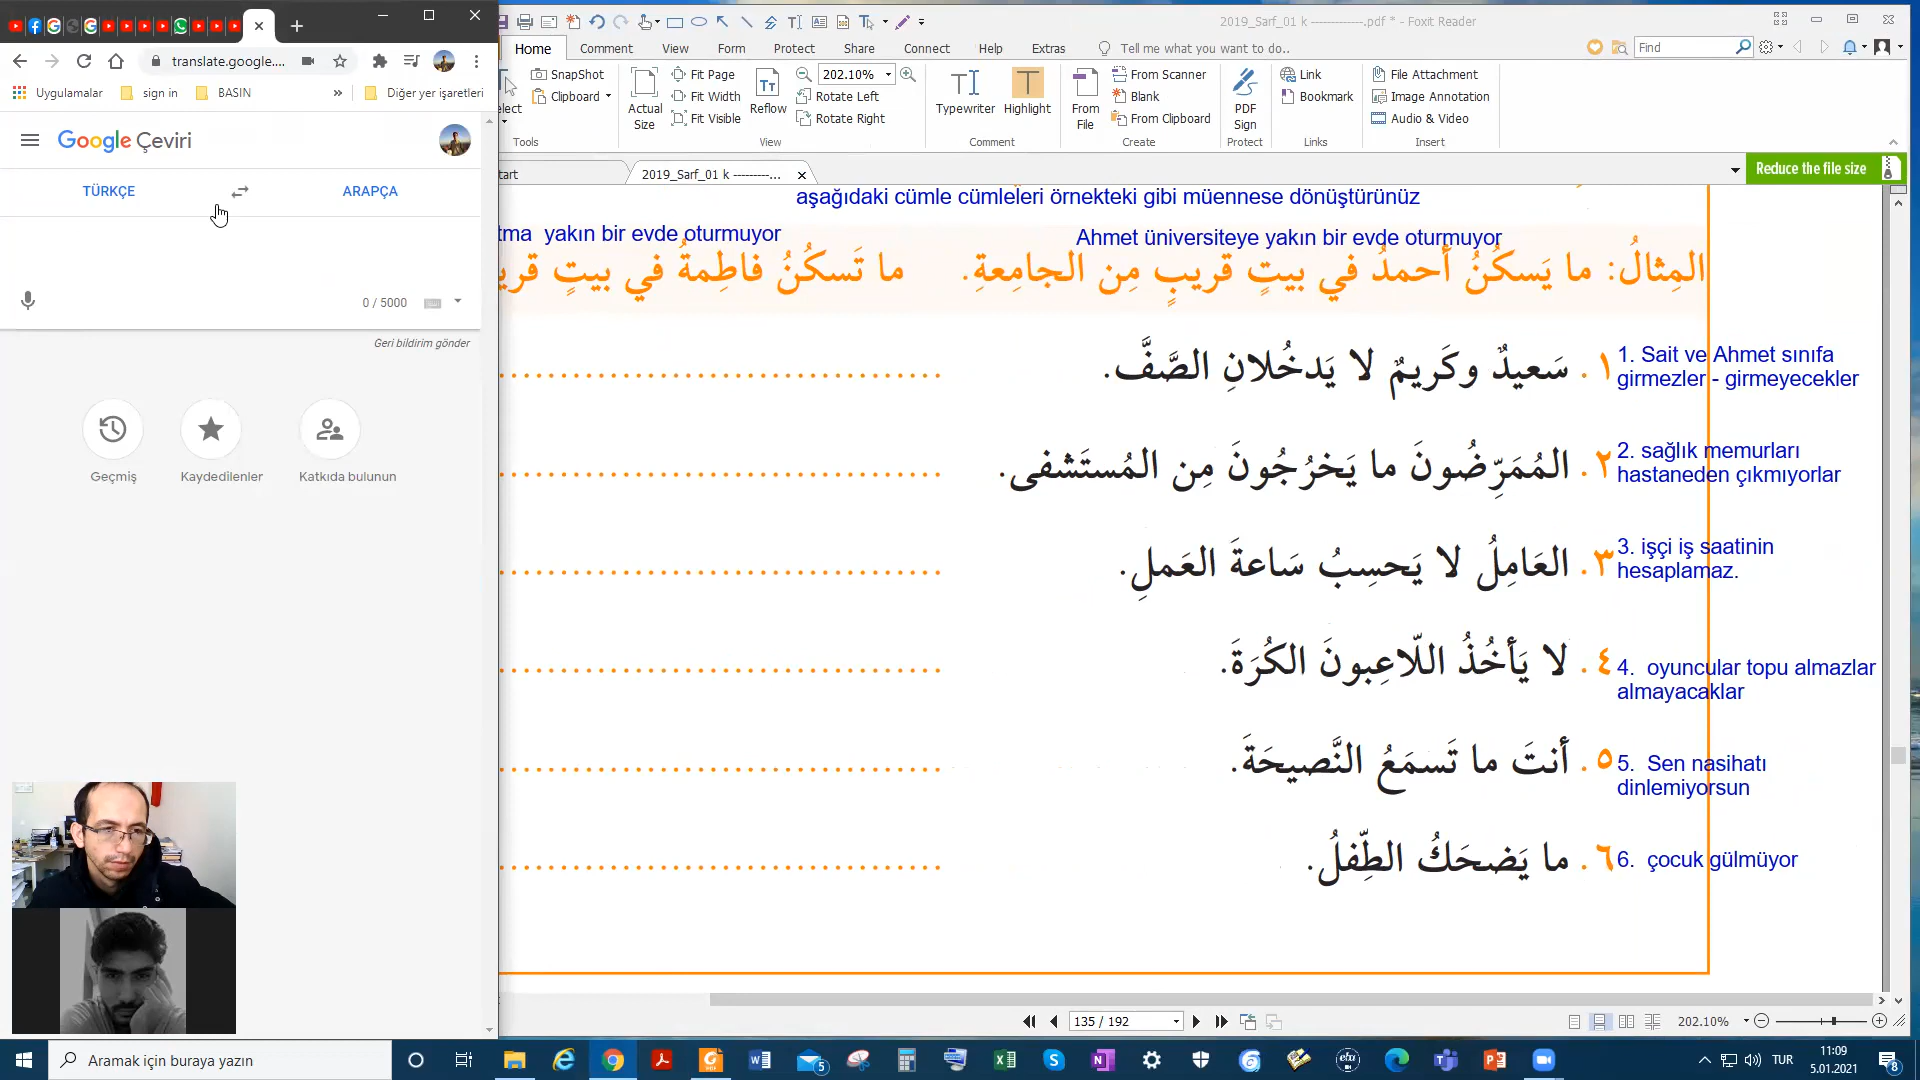 2019_Sarf_01 k -------------.pdf * - Foxit Reader
Home Comment View Form Protect Share Connect Help Extras Tell me what you want to do.. Find
translate.google....
Uygulamalar sign in BASIN » Diğer yer işaretleri
SnapShot
Clipboard
Tools
Actual Size
Fit Page
Fit Width
Fit Visible
Reflow
202.10%
Rotate Left
Rotate Right
View
Typewriter
Highlight
Comment
From File
From Scanner
Blank
From Clipboard
Create
PDF Sign
Protect
Link
Bookmark
Links
File Attachment
Image Annotation
Audio & Video
Insert
2019_Sarf_01 k ---------...
Reduce the file size
Google Çeviri
TÜRKÇE ARAPÇA
0 / 5000
Geri bildirim gönder
Geçmiş Kaydedilenler Katkıda bulunun
aşağıdaki cümle cümleleri örnekteki gibi müennese dönüştürünüz
yakın bir evde oturmuyor Ahmet üniversiteye yakın bir evde oturmuyor
المِثالُ: ما يَسكُنُ أحمدُ في بيتٍ قريبٍ مِن الجامِعةِ. ما تَسكُنُ فاطِمةُ في بيتٍ
١. سَعيدٌ وكَريمٌ لا يَدخُلانِ الصَّفَّ. ........................................
1. Sait ve Ahmet sınıfa
girmezler - girmeyecekler
٢. المُمَرِّضُونَ ما يَخرُجُونَ مِن المُستَشفى. ........................................
2. sağlık memurları
hastaneden çıkmıyorlar
٣. العَامِلُ لا يَحسِبُ سَاعةَ العَملِ. ........................................
3. işçi iş saatinin
hesaplamaz.
٤. لا يَأخُذُ اللّاعِبونَ الكُرَةَ. ........................................
4. oyuncular topu almazlar
almayacaklar
٥. أنتَ ما تَسمَعُ النَّصيحَةَ. ........................................
5. Sen nasihatı
dinlemiyorsun
٦. ما يَضحَكُ الطِّفلُ. ........................................
6. çocuk gülmüyor
135 / 192 202.10%
Aramak için buraya yazın
TUR
11:09
5.01.2021